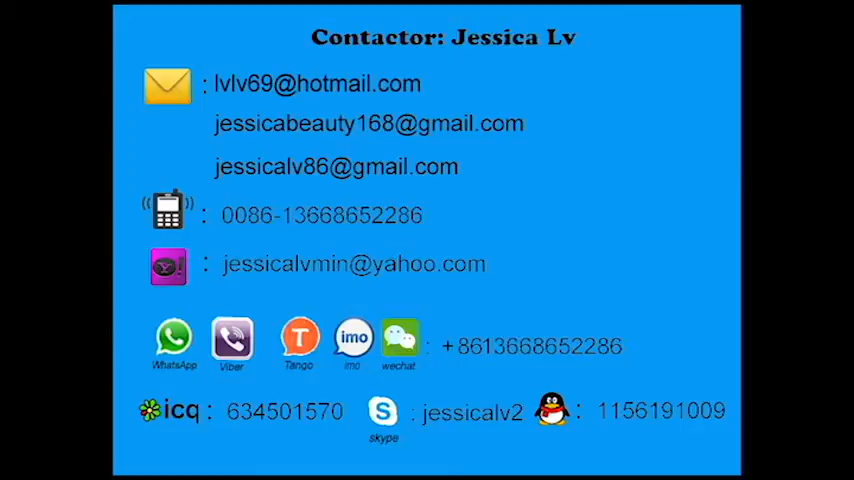 Contactor: Jessica Lv
: lvlv69@hotmail.com
jessicabeauty168@gmail.com
jessicalv86@gmail.com
: 0086-13668652286
Y! : jessicalvmin@yahoo.com
T imo
WhatsApp Viber Tango imo wechat : +8613668652286
icq : 634501570 S : jessicalv2 : 1156191009
skype